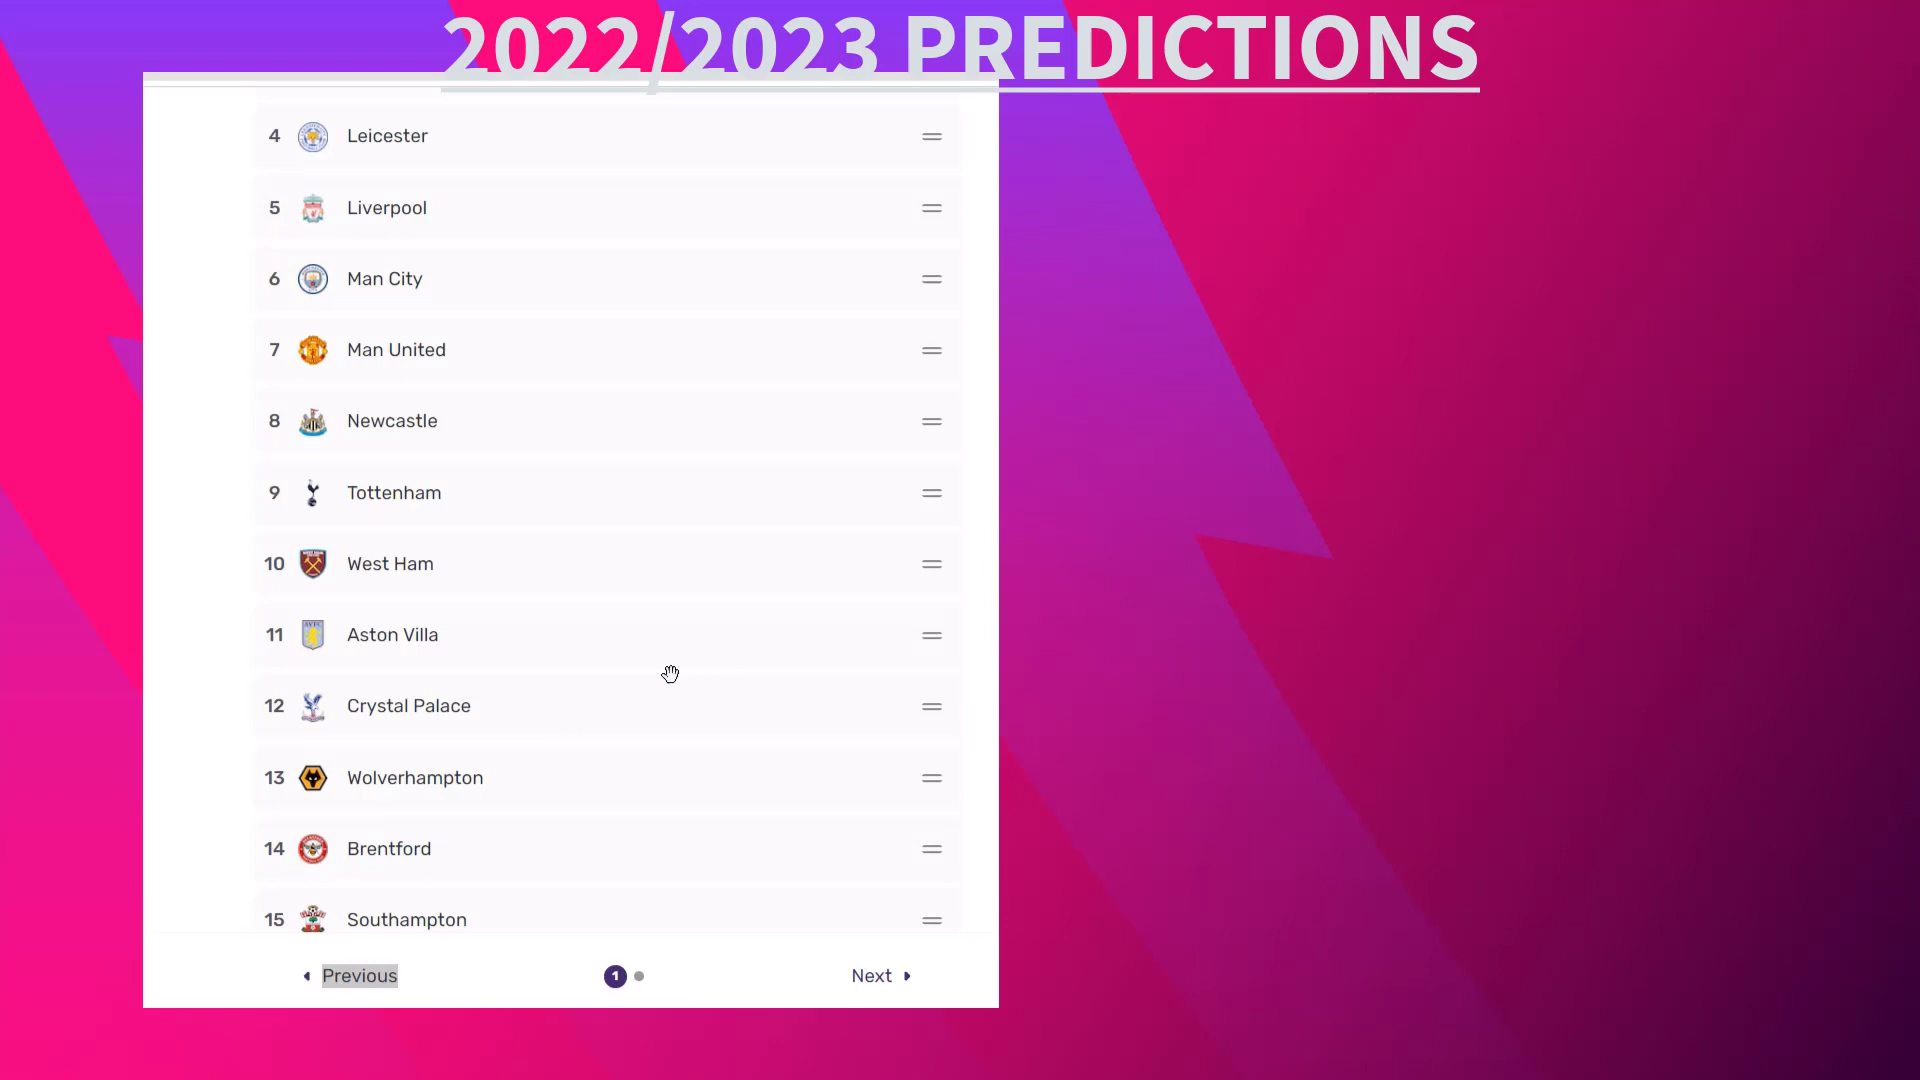 2022/2023 PREDICTIONS
4 Leicester
5 Liverpool
6 Man City
7 Man United
8 Newcastle
9 Tottenham
10 West Ham
11 Aston Villa
12 Crystal Palace
13 Wolverhampton
14 Brentford
15 Southampton
Previous 1 Next